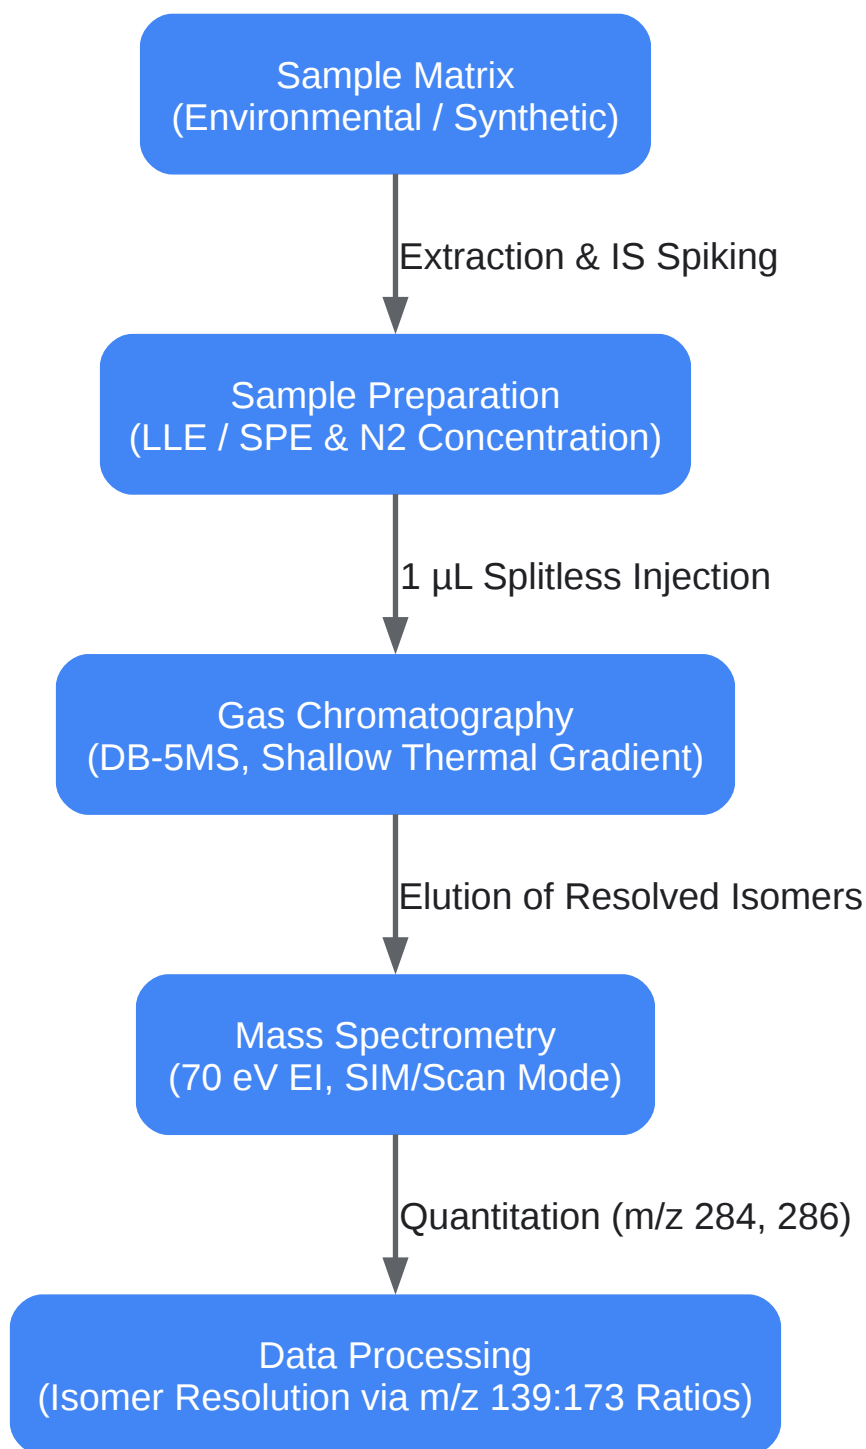 Sample Matrix
(Environmental / Synthetic)
Extraction & IS Spiking
Sample Preparation
(LLE / SPE & N2 Concentration)
1 µL Splitless Injection
Gas Chromatography
(DB-5MS, Shallow Thermal Gradient)
Elution of Resolved Isomers
Mass Spectrometry
(70 eV EI, SIM/Scan Mode)
Quantitation (m/z 284, 286)
Data Processing
(Isomer Resolution via m/z 139:173 Ratios)